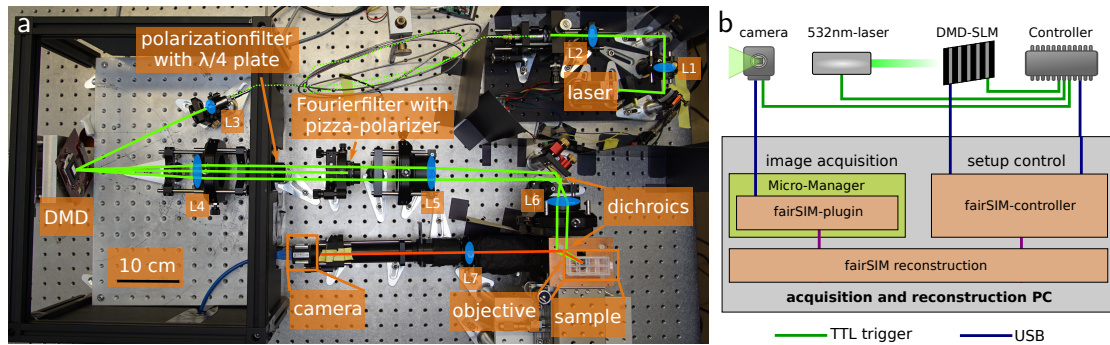 a
polarizationfilter
with λ/4 plate
Fourierfilter with
pizza-polarizer
L2
L1
laser
L3
L4
L5
L6
dichroics
DMD
10 cm
L7
camera
objective
sample
b
camera
532nm-laser
DMD-SLM
Controller
image acquisition
setup control
Micro-Manager
fairSIM-plugin
fairSIM-controller
fairSIM reconstruction
acquisition and reconstruction PC
TTL trigger
USB